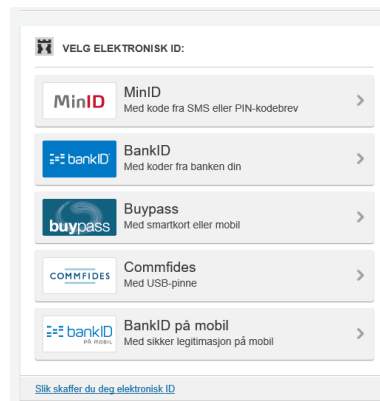 VELG ELEKTRONISK ID:
MinID
MinID
Med kode fra SMS eller PIN-kodebrev
bankID
BankID
Med koder fra banken din
buypass
Buypass
Med smartkort eller mobil
COMMFIDES
Commfides
Med USB-pinne
bankID
PÅ MOBIL
BankID på mobil
Med sikker legitimasjon på mobil
Slik skaffer du deg elektronisk ID